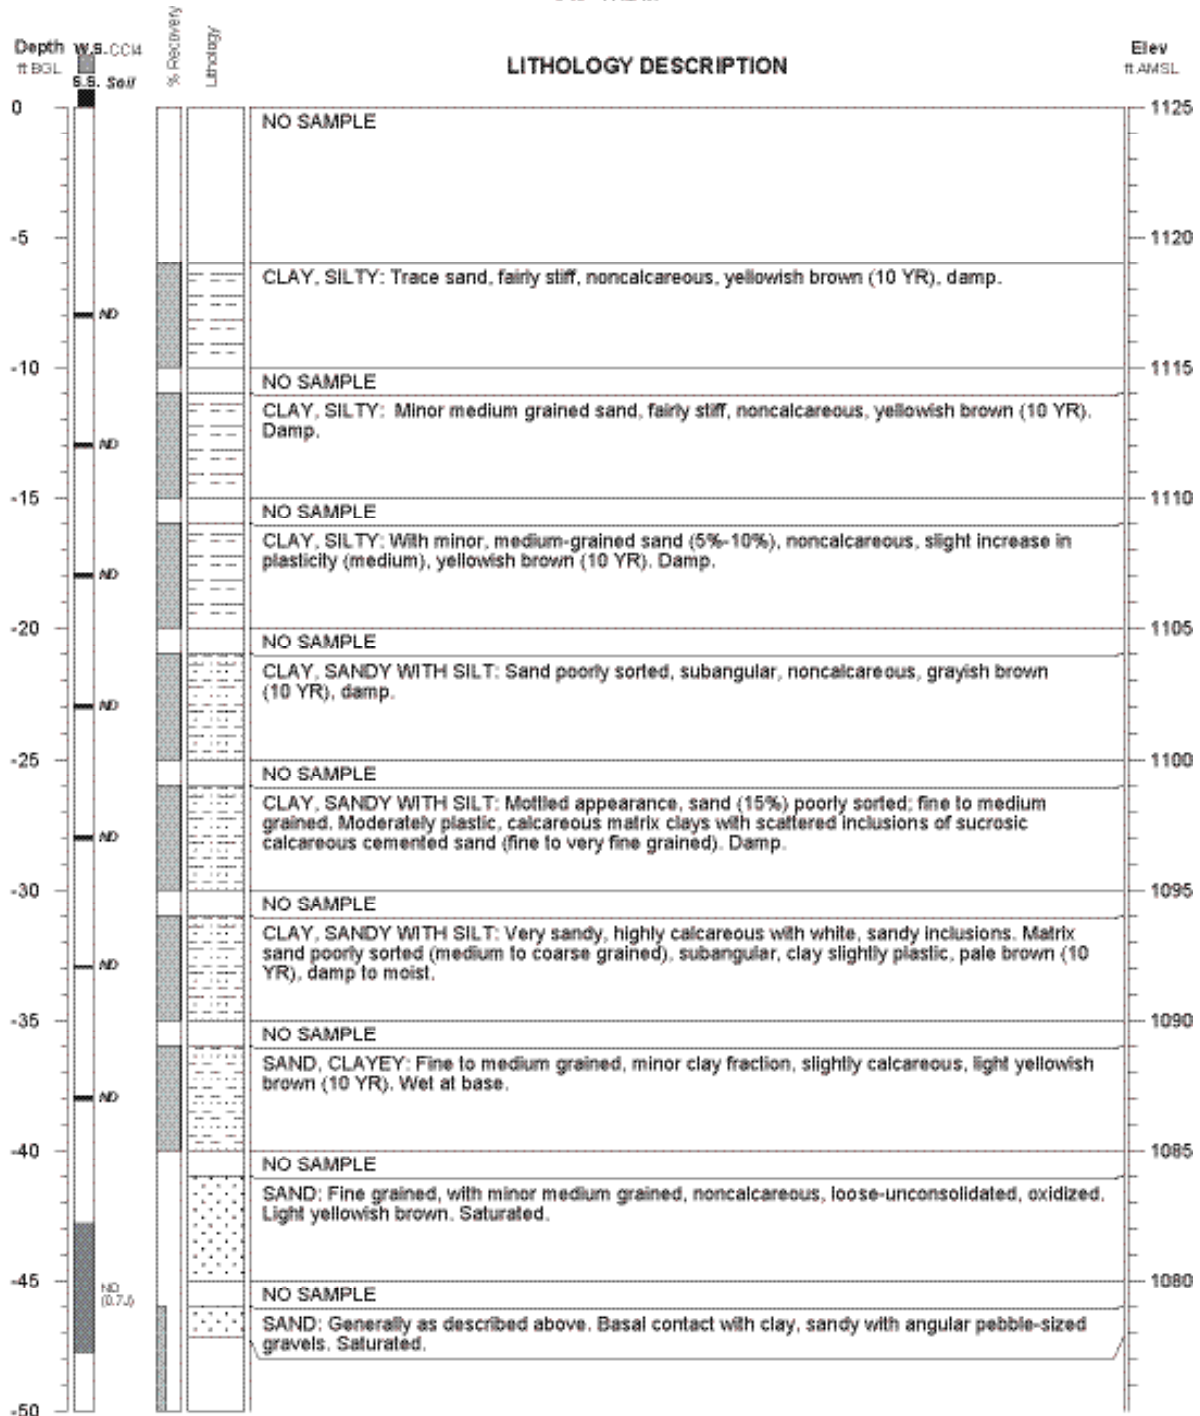 Depth W.S. CCl4
ft BGL
S.S. Soil
% Recovery
Lithology
LITHOLOGY DESCRIPTION
Elev
ft AMSL
0 NO SAMPLE 1125
-5 1120
CLAY, SILTY: Trace sand, fairly stiff, noncalcareous, yellowish brown (10 YR), damp.
ND
-10 1115
NO SAMPLE
CLAY, SILTY: Minor medium grained sand, fairly stiff, noncalcareous, yellowish brown (10 YR).
Damp.
ND
-15 1110
NO SAMPLE
CLAY, SILTY: With minor, medium-grained sand (5%-10%), noncalcareous, slight increase in
plasticity (medium), yellowish brown (10 YR). Damp.
ND
-20 1105
NO SAMPLE
CLAY, SANDY WITH SILT: Sand poorly sorted, subangular, noncalcareous, grayish brown
(10 YR), damp.
ND
-25 1100
NO SAMPLE
CLAY, SANDY WITH SILT: Mottled appearance, sand (15%) poorly sorted; fine to medium
grained. Moderately plastic, calcareous matrix clays with scattered inclusions of sucrosic
calcareous cemented sand (fine to very fine grained). Damp.
ND
-30 1095
NO SAMPLE
CLAY, SANDY WITH SILT: Very sandy, highly calcareous with white, sandy inclusions. Matrix
sand poorly sorted (medium to coarse grained), subangular, clay slightly plastic, pale brown (10
YR), damp to moist.
ND
-35 1090
NO SAMPLE
SAND, CLAYEY: Fine to medium grained, minor clay fraction, slightly calcareous, light yellowish
brown (10 YR). Wet at base.
ND
-40 1085
NO SAMPLE
SAND: Fine grained, with minor medium grained, noncalcareous, loose-unconsolidated, oxidized.
Light yellowish brown. Saturated.
-45 1080
ND
(0.7J)
NO SAMPLE
SAND: Generally as described above. Basal contact with clay, sandy with angular pebble-sized
gravels. Saturated.
-50